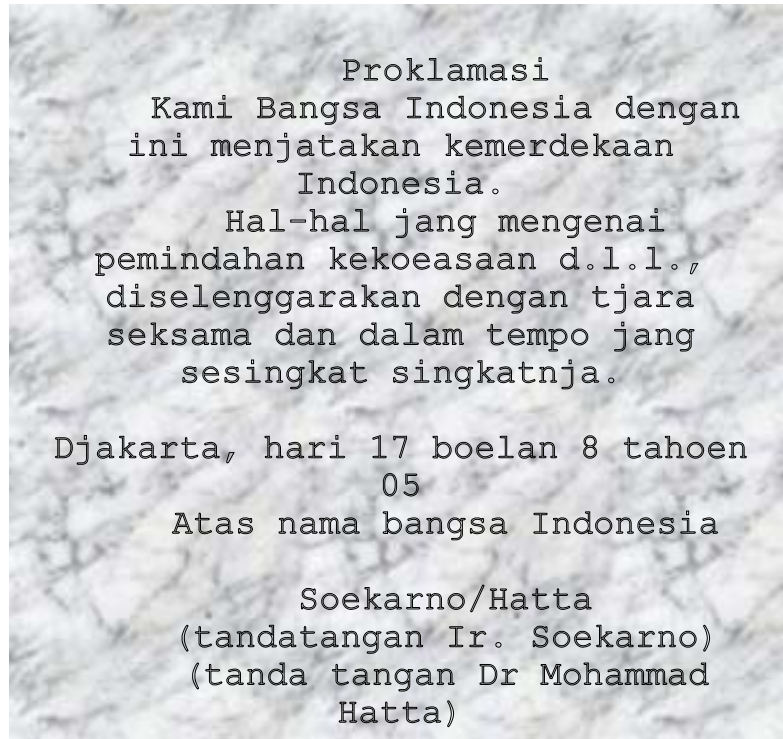 Proklamasi
Kami Bangsa Indonesia dengan
ini menjatakan kemerdekaan
Indonesia.
Hal-hal jang mengenai
pemindahan kekoeasaan d.l.l.,
diselenggarakan dengan tjara
seksama dan dalam tempo jang
sesingkat singkatnja.
Djakarta, hari 17 boelan 8 tahoen
05
Atas nama bangsa Indonesia
Soekarno/Hatta
(tandatangan Ir. Soekarno)
(tanda tangan Dr Mohammad
Hatta)